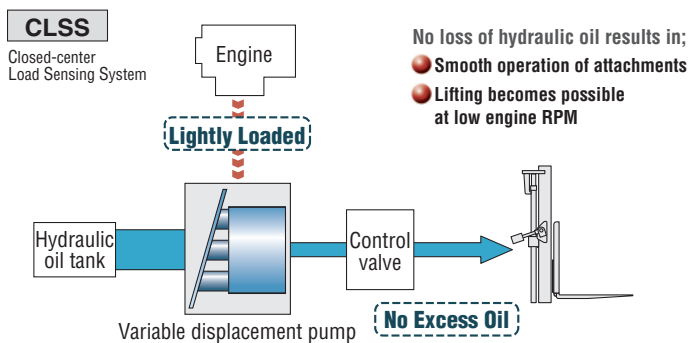 CLSS
Closed-center
Load Sensing System
Engine
No loss of hydraulic oil results in;
Smooth operation of attachments
Lifting becomes possible
at low engine RPM
Lightly Loaded
Hydraulic
oil tank
Control
valve
No Excess Oil
Variable displacement pump